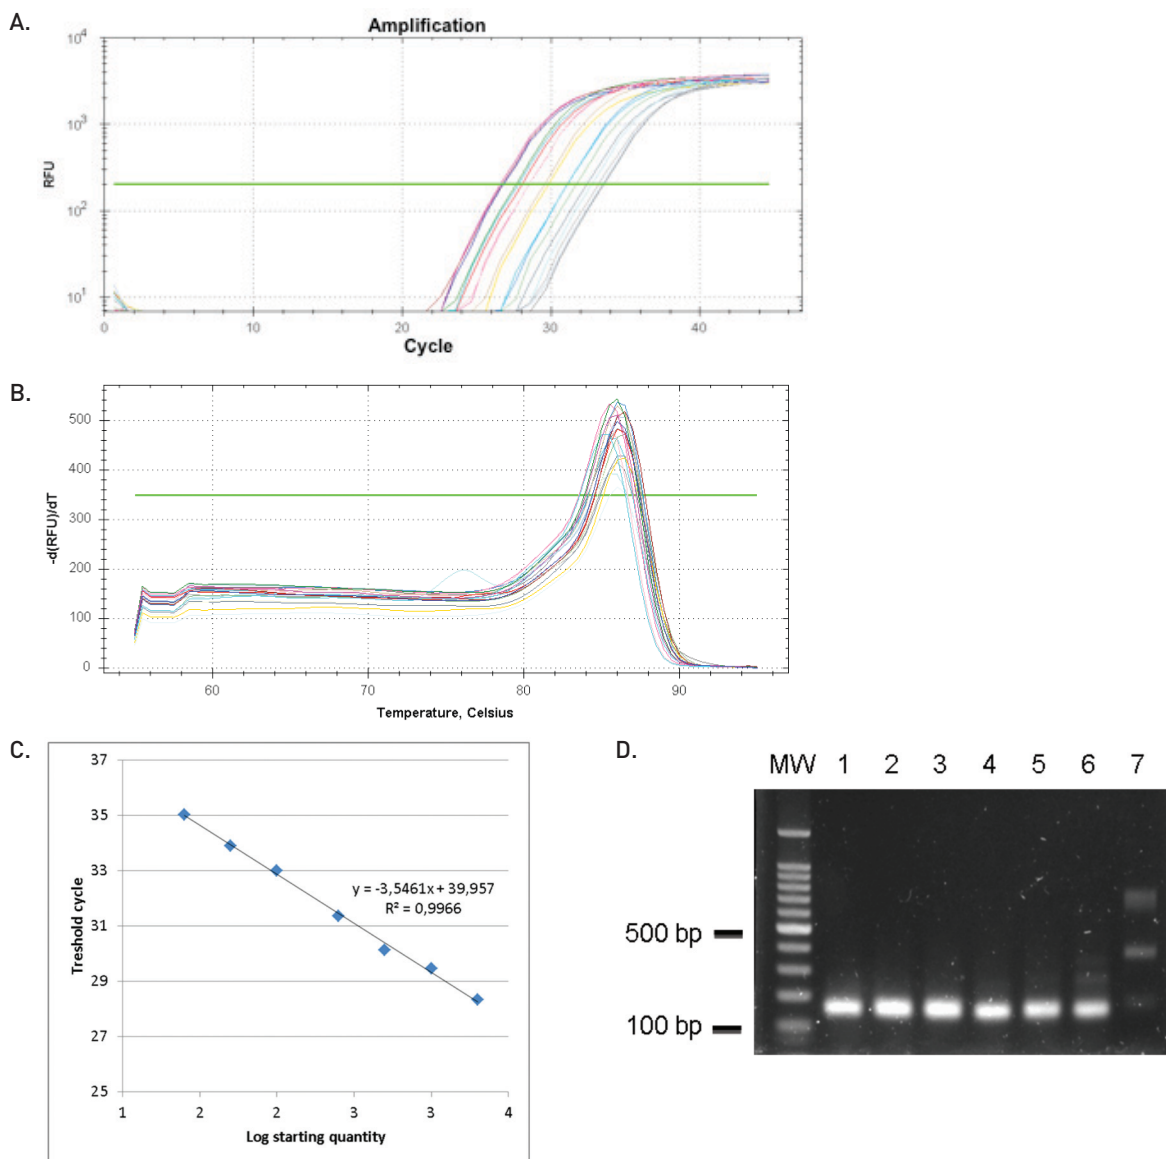 A.
Amplification
RFU
10^4
10^3
10^2
10^1
0 10 20 30 40
Cycle
B.
-d(RFU)/dT
500
400
300
200
100
0
60 70 80 90
Temperature, Celsius
C.
Treshold cycle
37
35
33
31
29
27
25
y = -3,5461x + 39,957
R² = 0,9966
1 2 2 3 3 4
Log starting quantity
D.
MW 1 2 3 4 5 6 7
500 bp
100 bp